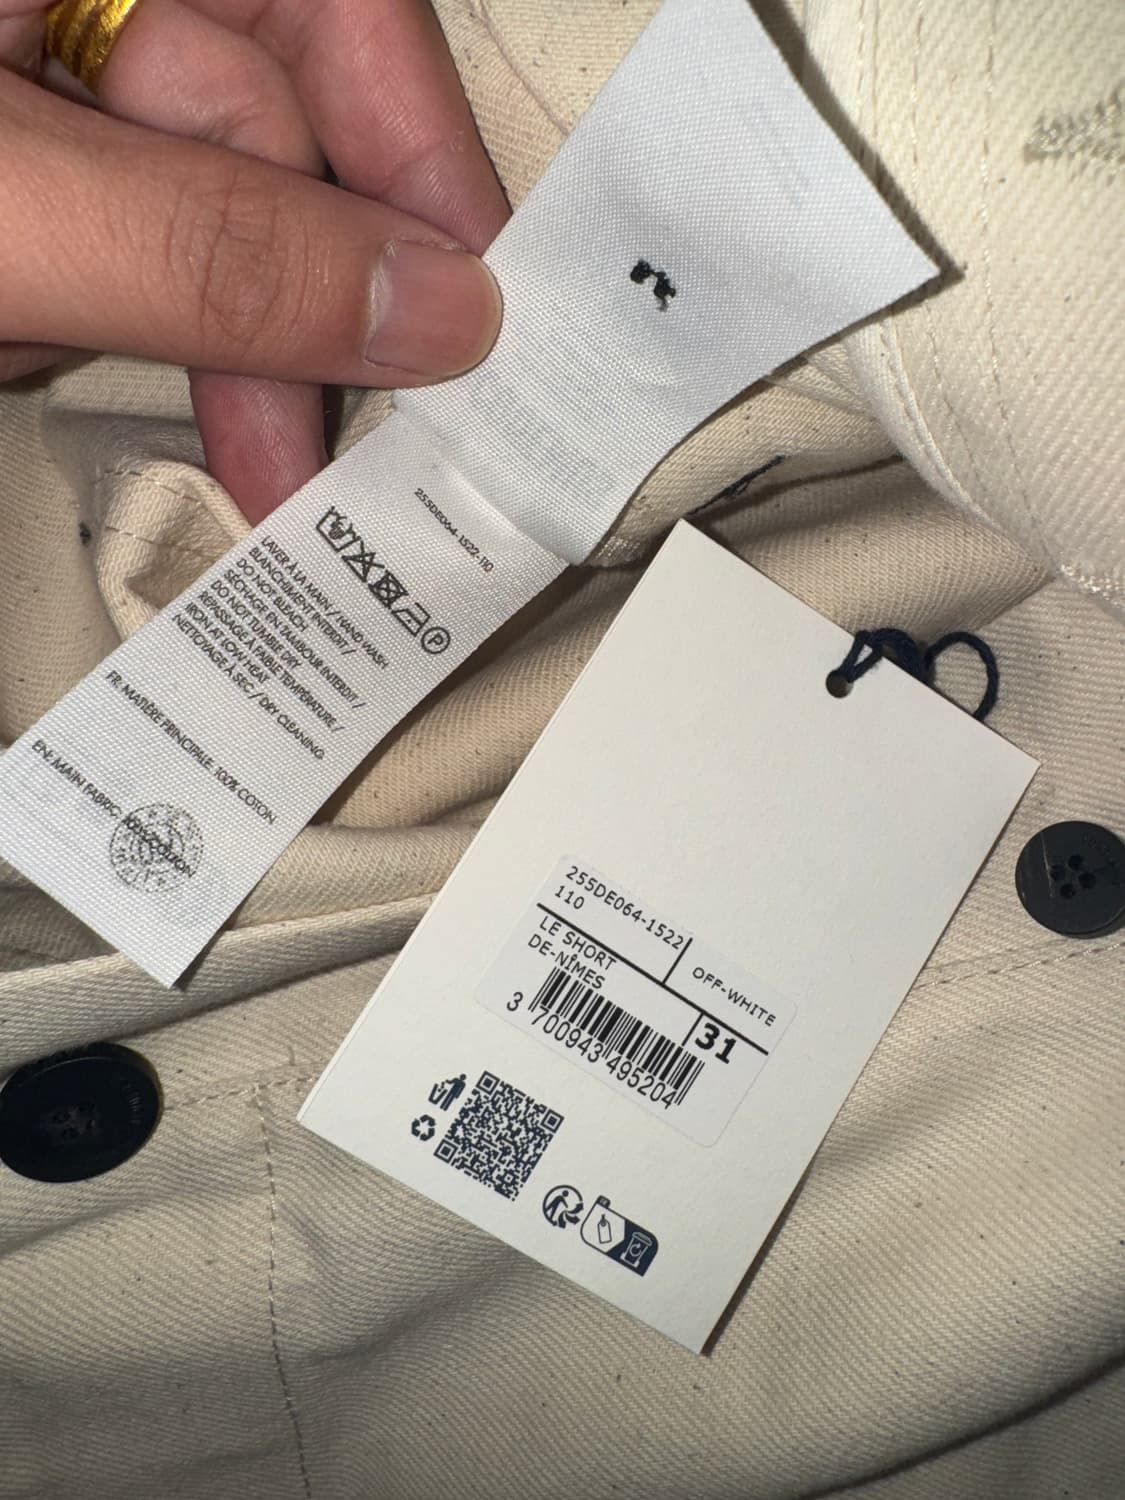 255DE064-1522-110
LAVER À LA MAIN / HAND WASH
BLANCHIMENT INTERDIT /
DO NOT BLEACH
SÉCHAGE EN TAMBOUR INTERDIT /
DO NOT TUMBLE DRY
REPASSAGE À FAIBLE TEMPÉRATURE /
IRON AT LOW HEAT
NETTOYAGE À SEC / DRY CLEANING
P
FR: MATIÈRE PRINCIPALE: 100% COTON
EN: MAIN FABRIC: 100% COTTON
255DE064-1522
110
OFF-WHITE
LE SHORT
DE-NÎMES
31
3 700943 495204
FR